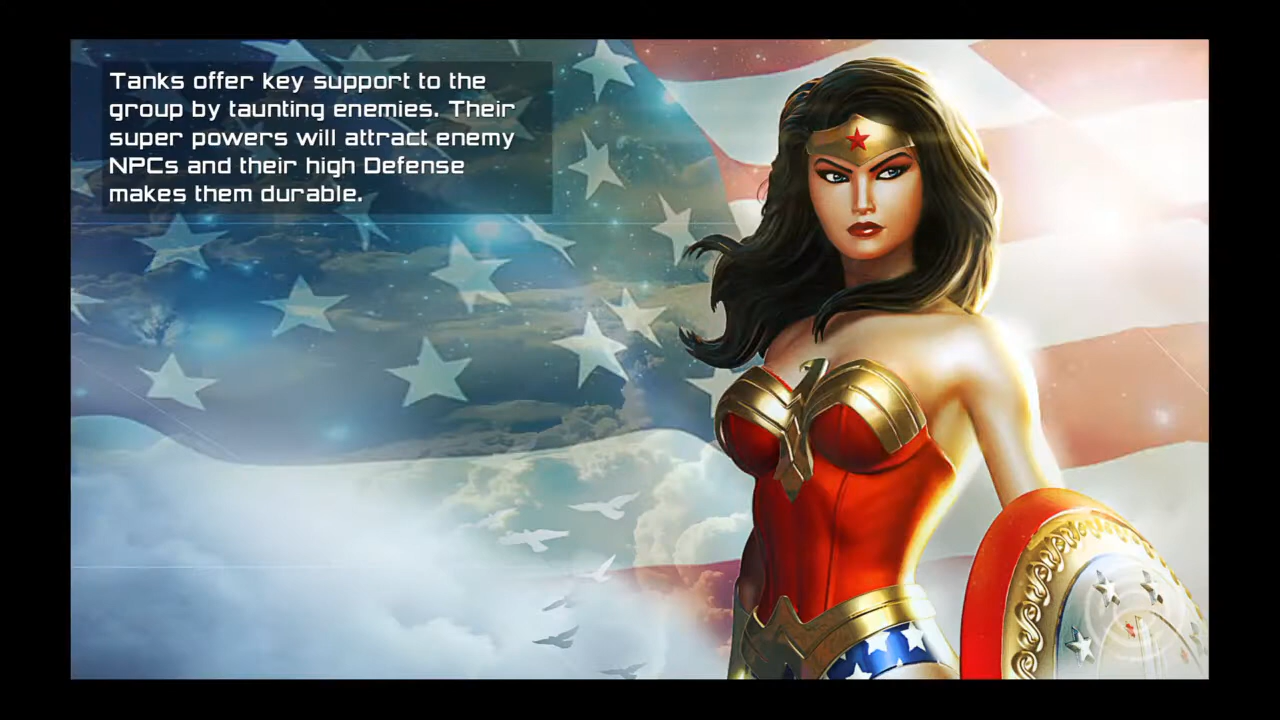 Tanks offer key support to the
group by taunting enemies. Their
super powers will attract enemy
NPCs and their high Defense
makes them durable.